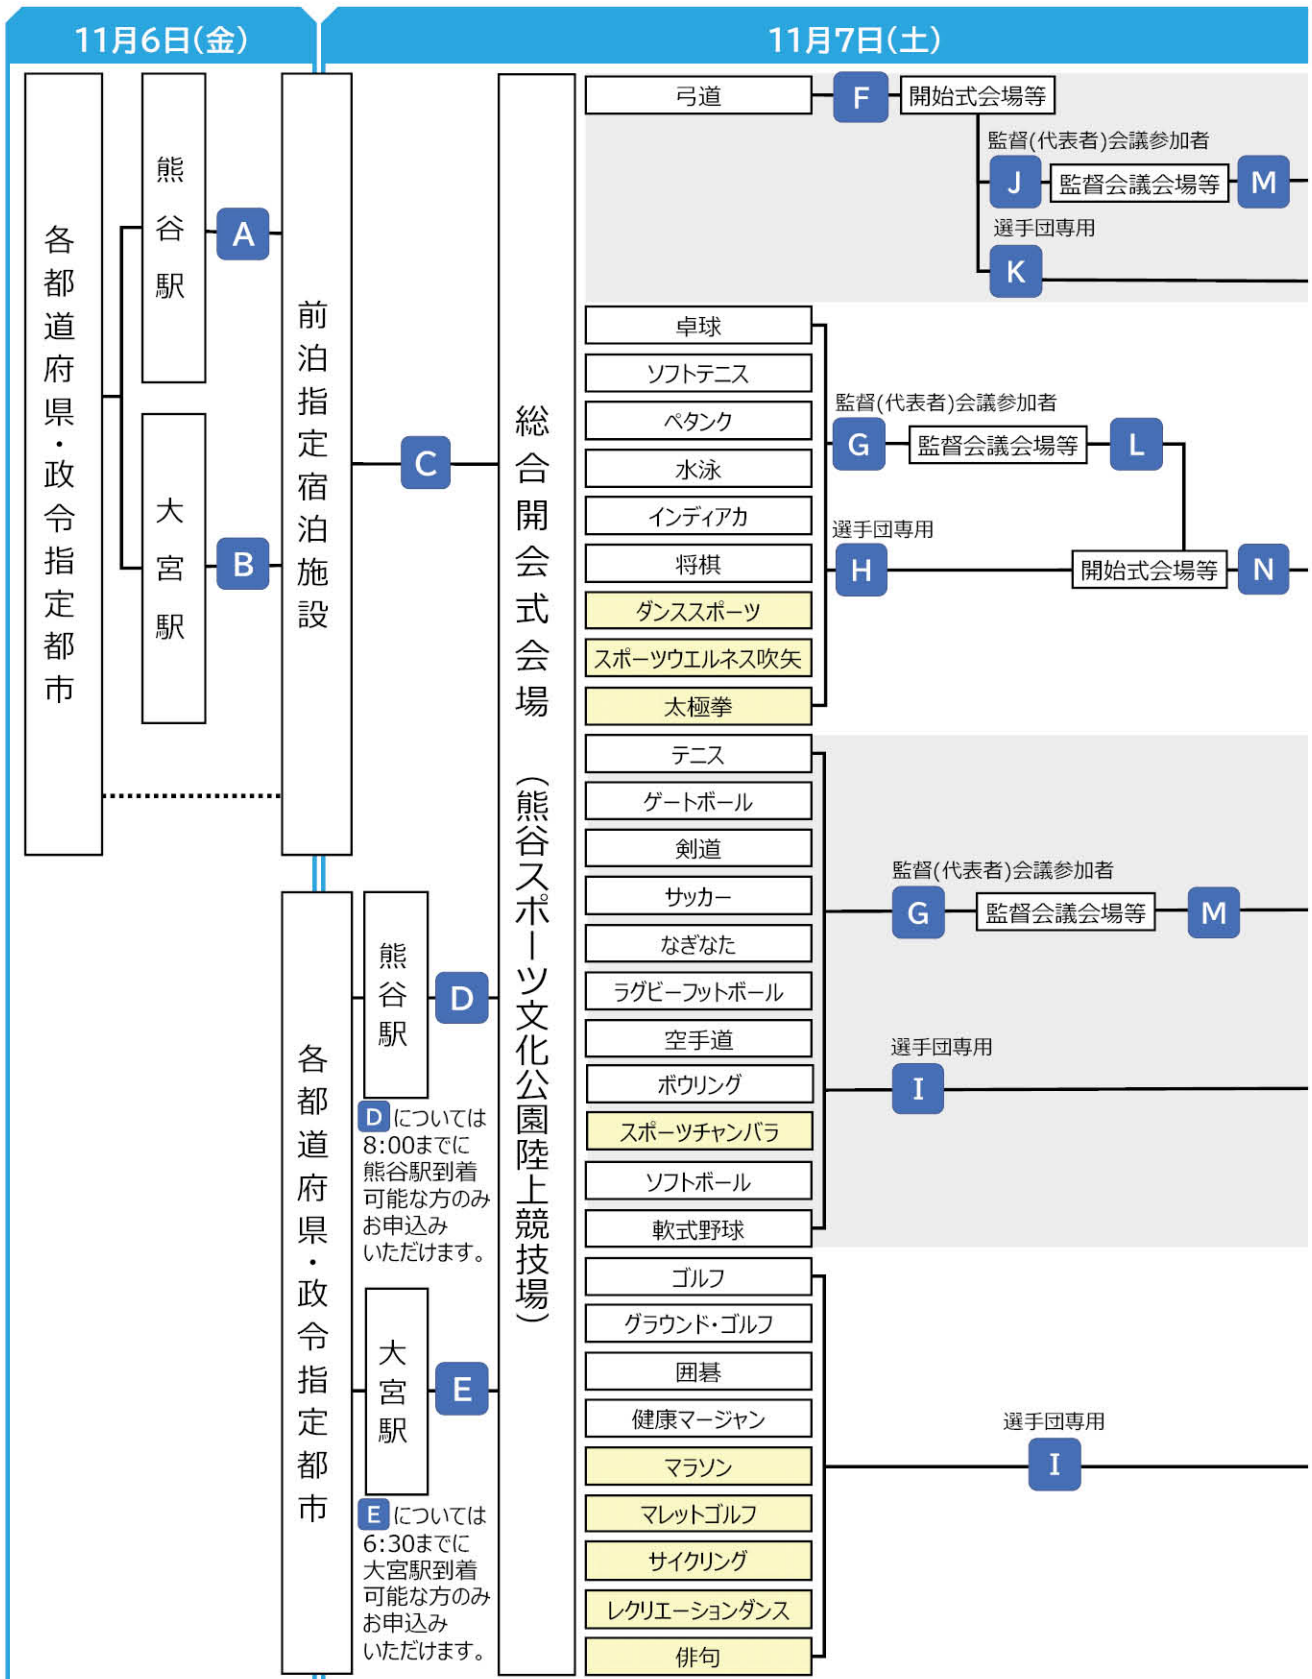 11月6日(金)
11月7日(土)
各都道府県・政令指定都市
熊谷駅
A
大宮駅
B
前泊指定宿泊施設
C
各都道府県・政令指定都市
熊谷駅
D
Dについては
8:00までに
熊谷駅到着
可能な方のみ
お申込み
いただけます。
大宮駅
E
Eについては
6:30までに
大宮駅到着
可能な方のみ
お申込み
いただけます。
総合開会式会場(熊谷スポーツ文化公園陸上競技場)
弓道
F
開始式会場等
監督(代表者)会議参加者
J
監督会議会場等
M
選手団専用
K
卓球
ソフトテニス
ペタンク
水泳
インディアカ
将棋
ダンススポーツ
スポーツウエルネス吹矢
太極拳
監督(代表者)会議参加者
G
監督会議会場等
L
選手団専用
H
開始式会場等
N
テニス
ゲートボール
剣道
サッカー
なぎなた
ラグビーフットボール
空手道
ボウリング
スポーツチャンバラ
ソフトボール
軟式野球
監督(代表者)会議参加者
G
監督会議会場等
M
選手団専用
I
ゴルフ
グラウンド・ゴルフ
囲碁
健康マージャン
マラソン
マレットゴルフ
サイクリング
レクリエーションダンス
俳句
選手団専用
I